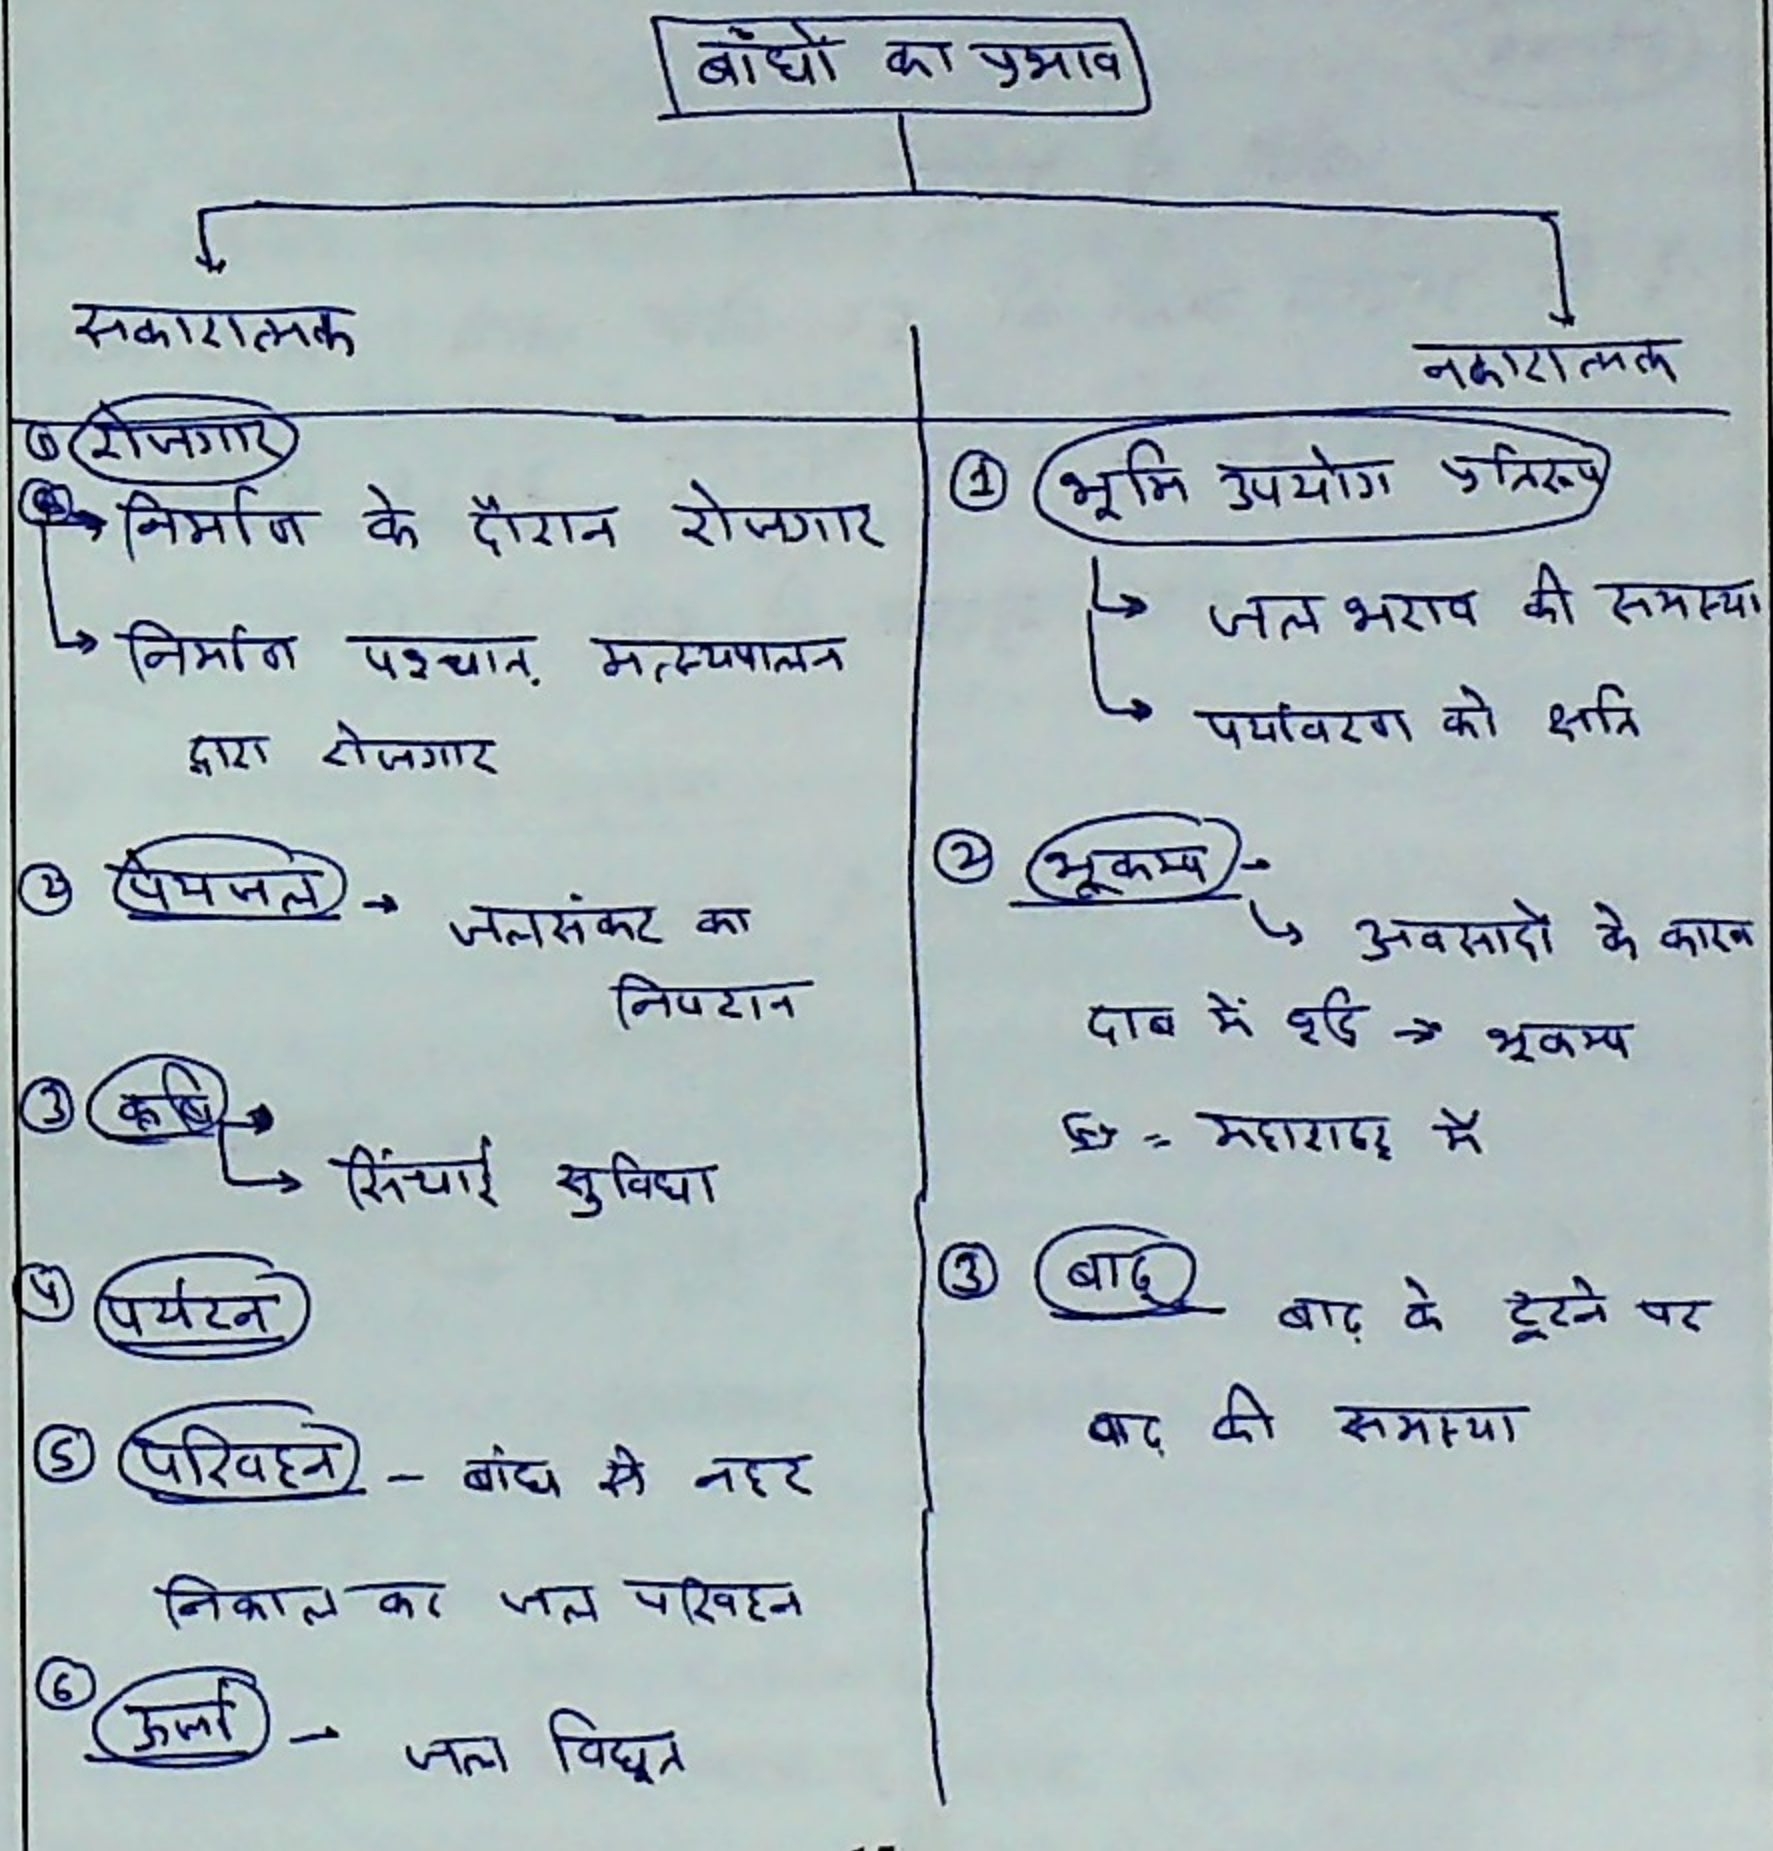 बाँधों का प्रभाव
सकारात्मक
नकारात्मक
① रोजगार
→ निर्माण के दौरान रोजगार
→ निर्माण पश्चात् मत्स्यपालन
द्वारा रोजगार
② पेयजल → जलसंकट का
निपटान
③ कृषि →
→ सिंचाई सुविधा
④ पर्यटन
⑤ परिवहन – बांध से नहर
निकाल कर जल परिवहन
⑥ ऊर्जा → जल विद्युत
① भूमि उपयोग प्रतिरूप
→ जल भराव की समस्या
→ पर्यावरण को क्षति
② भूकम्प -
→ अवसादों के कारण
दाब में वृद्धि → भूकम्प
= महाराष्ट्र में
③ बाढ़ बाढ़ के टूटने पर
बाढ़ की समस्या